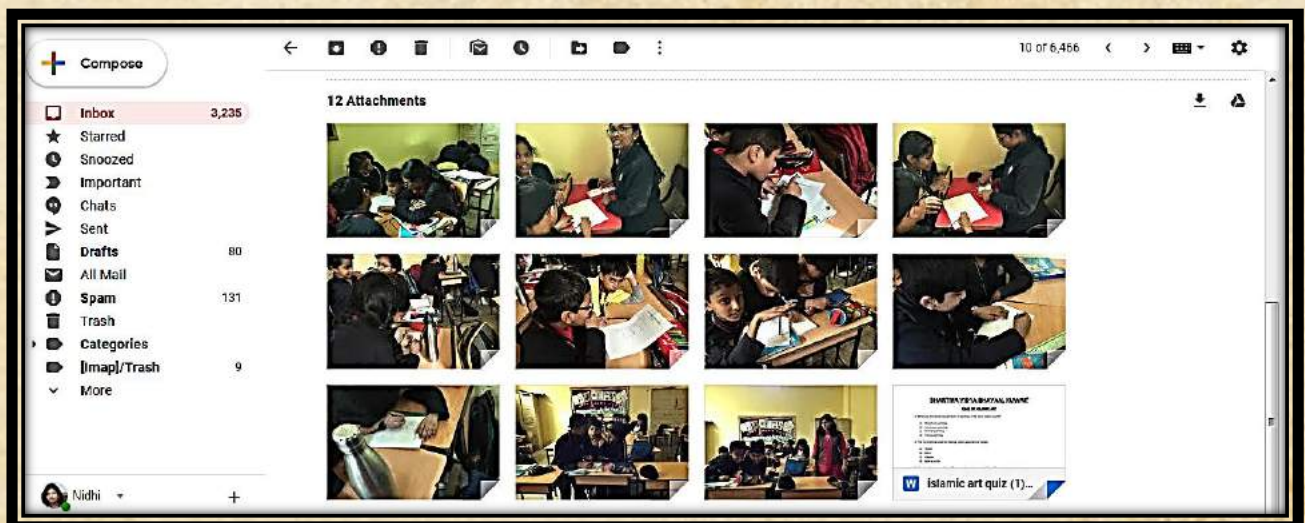 Compose
10 of 6,466
Inbox 3,235
Starred
Snoozed
Important
Chats
Sent
Drafts 80
All Mail
Spam 131
Trash
Categories
[Imap]/Trash 9
More
Nidhi
12 Attachments
W islamic art quiz (1)...